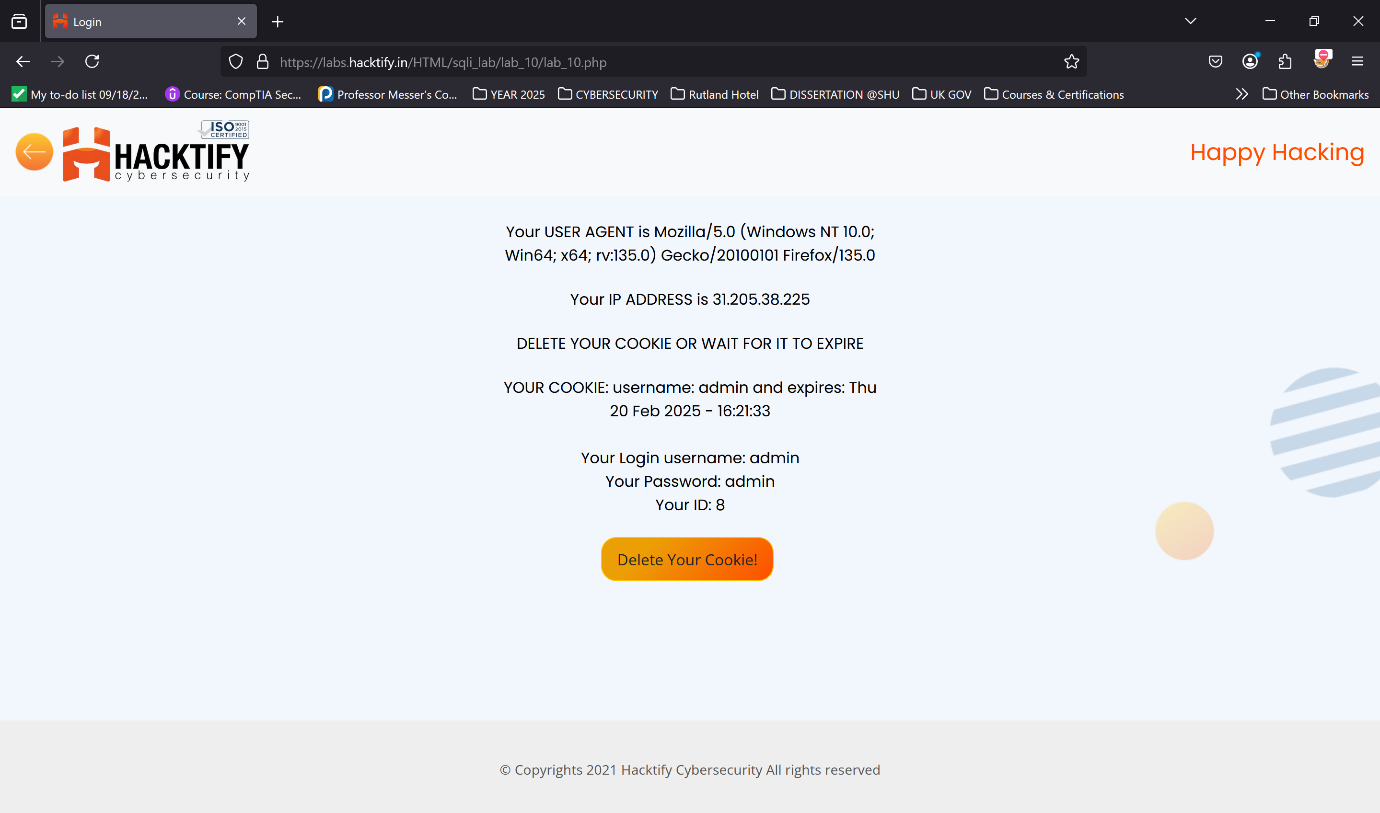 Login
https://labs.hacktify.in/HTML/sqli_lab/lab_10/lab_10.php
My to-do list 09/18/2... Course: CompTIA Sec... Professor Messer's Co... YEAR 2025 CYBERSECURITY Rutland Hotel DISSERTATION @SHU UK GOV Courses & Certifications Other Bookmarks
ISO 9001 2015
CERTIFIED
HACKTIFY
cybersecurity
Happy Hacking
Your USER AGENT is Mozilla/5.0 (Windows NT 10.0;
Win64; x64; rv:135.0) Gecko/20100101 Firefox/135.0
Your IP ADDRESS is 31.205.38.225
DELETE YOUR COOKIE OR WAIT FOR IT TO EXPIRE
YOUR COOKIE: username: admin and expires: Thu
20 Feb 2025 - 16:21:33
Your Login username: admin
Your Password: admin
Your ID: 8
Delete Your Cookie!
© Copyrights 2021 Hacktify Cybersecurity All rights reserved